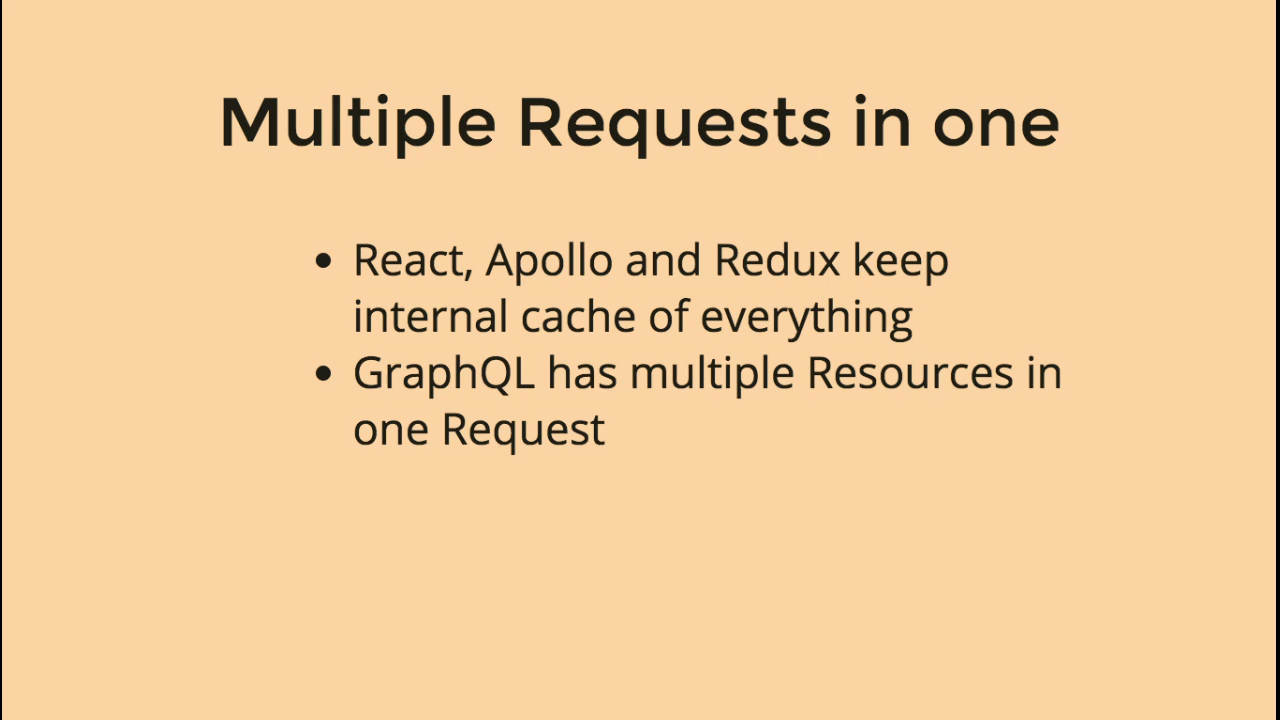 Multiple Requests in one
• React, Apollo and Redux keep
internal cache of everything
• GraphQL has multiple Resources in
one Request